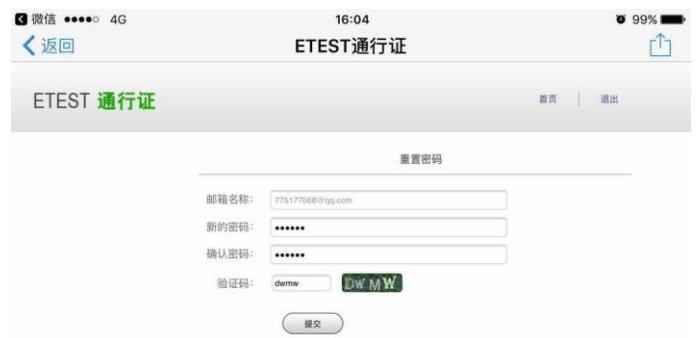 微信 4G 16:04 99%
返回 ETEST通行证
ETEST 通行证 首页 退出
重置密码
邮箱名称: 775177068@qq.com
新的密码: ••••••
确认密码: ••••••
验证码: dwmw DWMW
提交